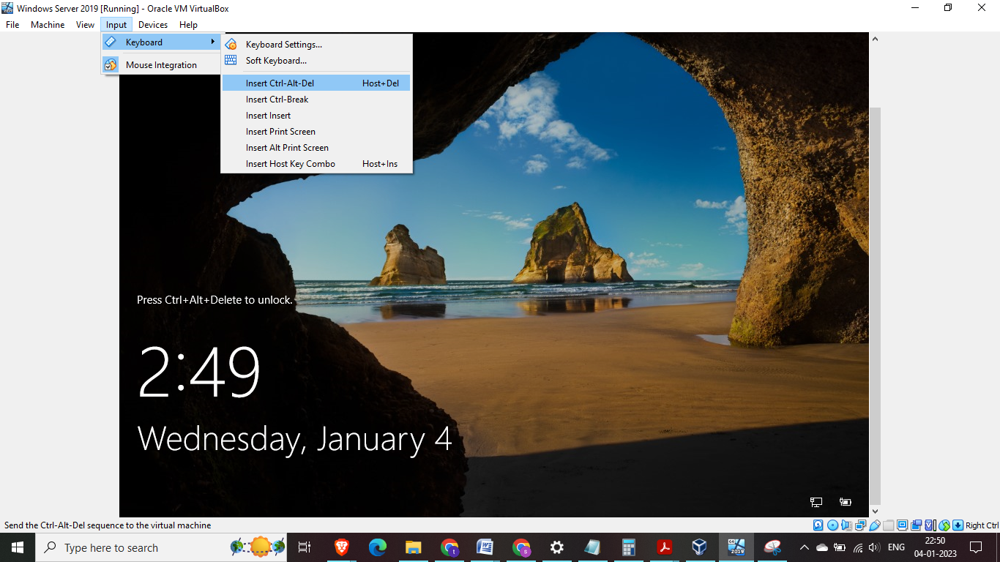 Windows Server 2019 [Running] - Oracle VM VirtualBox
File Machine View Input Devices Help
Keyboard
Mouse Integration
Keyboard Settings...
Soft Keyboard...
Insert Ctrl-Alt-Del Host+Del
Insert Ctrl-Break
Insert Insert
Insert Print Screen
Insert Alt Print Screen
Insert Host Key Combo Host+Ins
Press Ctrl+Alt+Delete to unlock.
2:49
Wednesday, January 4
Send the Ctrl-Alt-Del sequence to the virtual machine
Right Ctrl
Type here to search
ENG
22:50
04-01-2023